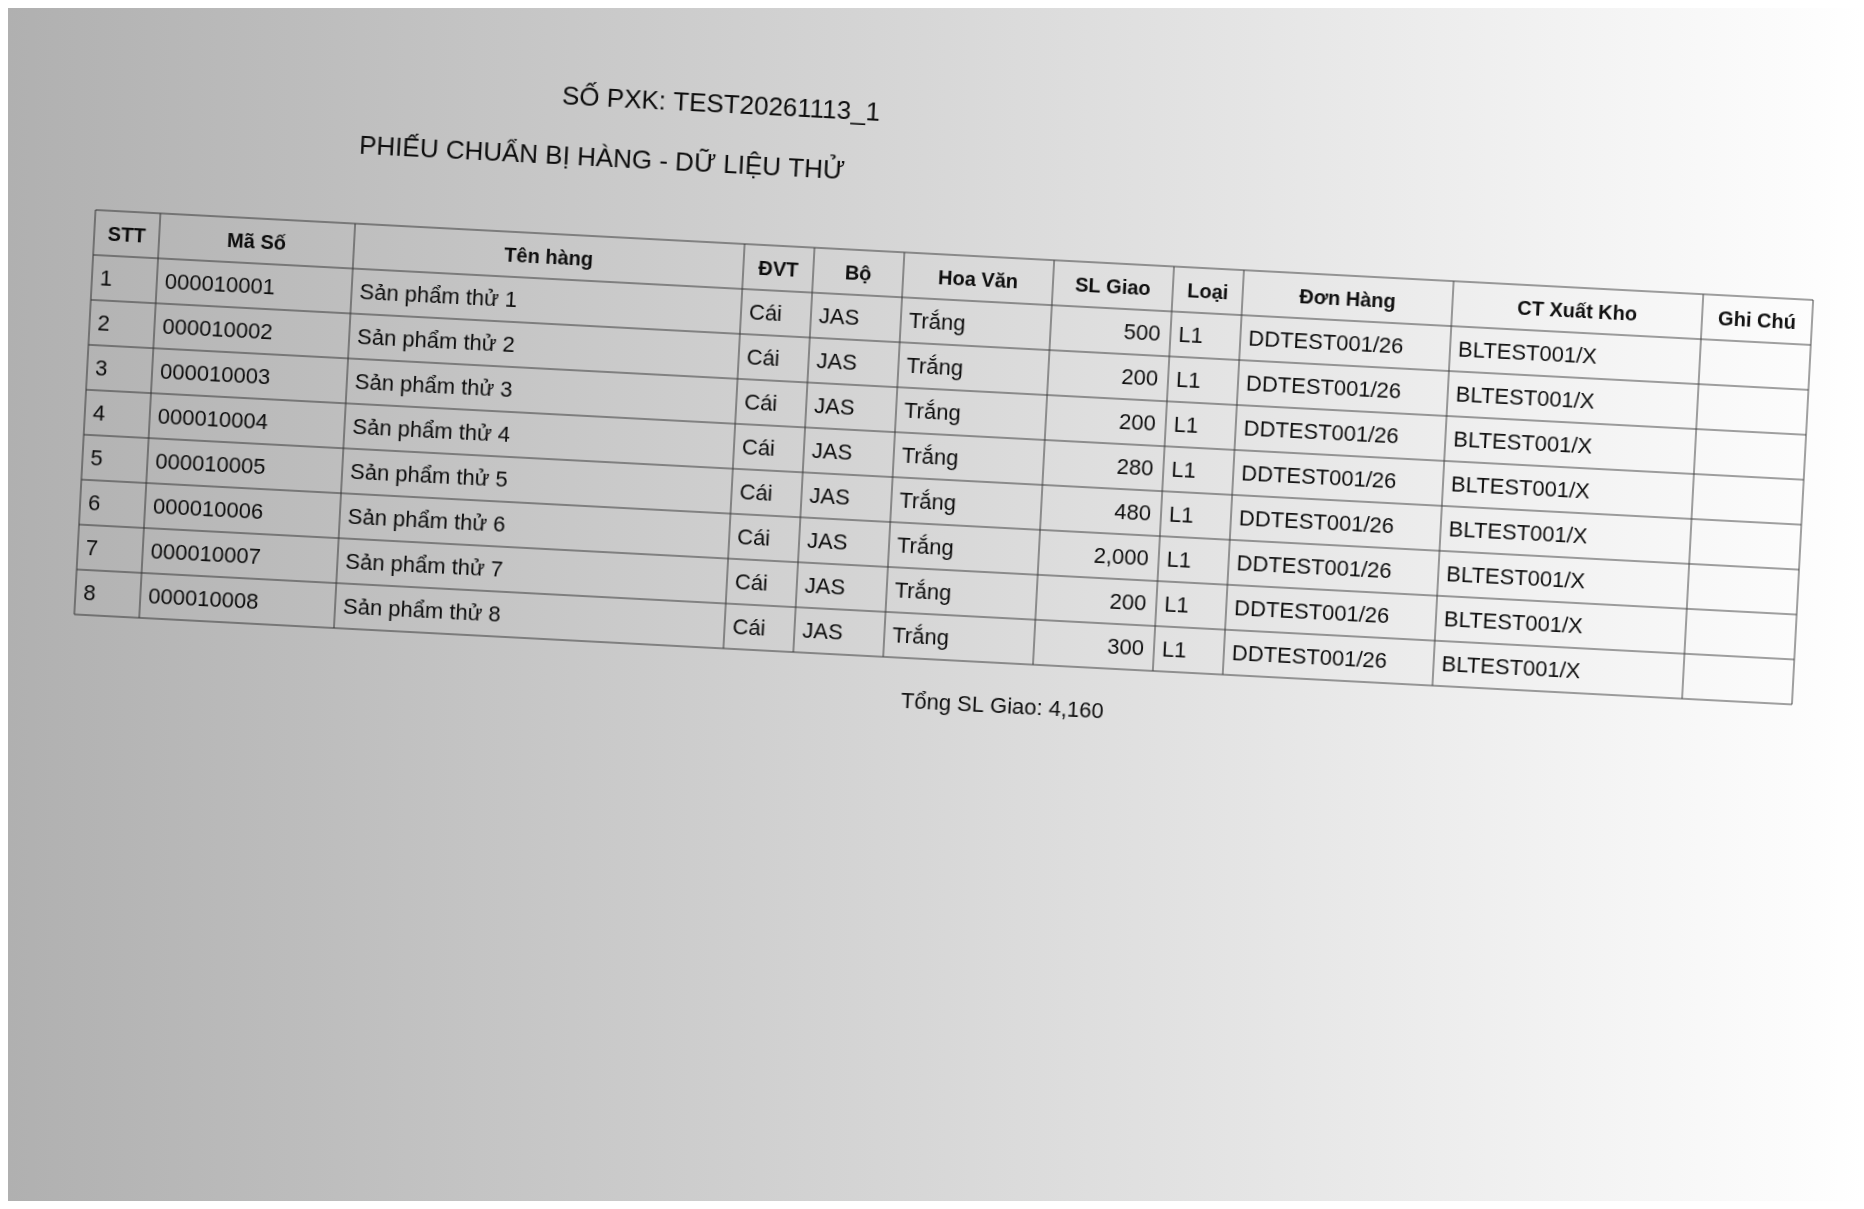 SỐ PXK: TEST20261113_1
PHIẾU CHUẨN BỊ HÀNG - DỮ LIỆU THỬ
STT Mã Số Tên hàng ĐVT Bộ Hoa Văn SL Giao Loại Đơn Hàng CT Xuất Kho Ghi Chú
1 000010001 Sản phẩm thử 1 Cái JAS Trắng 500 L1 DDTEST001/26 BLTEST001/X
2 000010002 Sản phẩm thử 2 Cái JAS Trắng 200 L1 DDTEST001/26 BLTEST001/X
3 000010003 Sản phẩm thử 3 Cái JAS Trắng 200 L1 DDTEST001/26 BLTEST001/X
4 000010004 Sản phẩm thử 4 Cái JAS Trắng 280 L1 DDTEST001/26 BLTEST001/X
5 000010005 Sản phẩm thử 5 Cái JAS Trắng 480 L1 DDTEST001/26 BLTEST001/X
6 000010006 Sản phẩm thử 6 Cái JAS Trắng 2,000 L1 DDTEST001/26 BLTEST001/X
7 000010007 Sản phẩm thử 7 Cái JAS Trắng 200 L1 DDTEST001/26 BLTEST001/X
8 000010008 Sản phẩm thử 8 Cái JAS Trắng 300 L1 DDTEST001/26 BLTEST001/X
Tổng SL Giao: 4,160